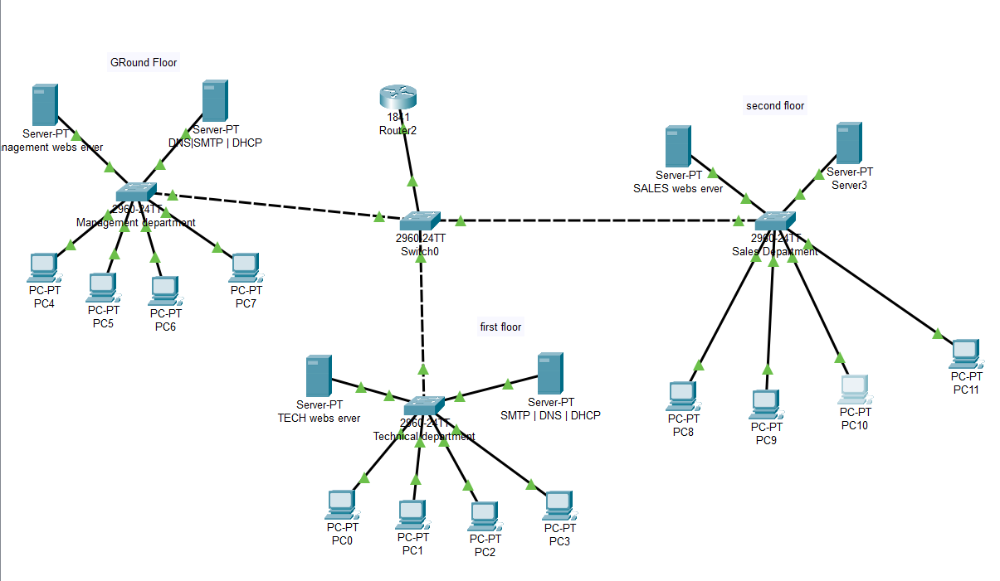 GRound Floor
Server-PT
nagement webs erver
Server-PT
DNS|SMTP | DHCP
2960-24TT
Management department
PC-PT
PC4
PC-PT
PC5
PC-PT
PC6
PC-PT
PC7
1841
Router2
2960-24TT
Switch0
second floor
Server-PT
SALES webs erver
Server-PT
Server3
2960-24TT
Sales Department
PC-PT
PC8
PC-PT
PC9
PC-PT
PC10
PC-PT
PC11
first floor
Server-PT
TECH webs erver
Server-PT
SMTP | DNS | DHCP
2960-24TT
Technical department
PC-PT
PC0
PC-PT
PC1
PC-PT
PC2
PC-PT
PC3